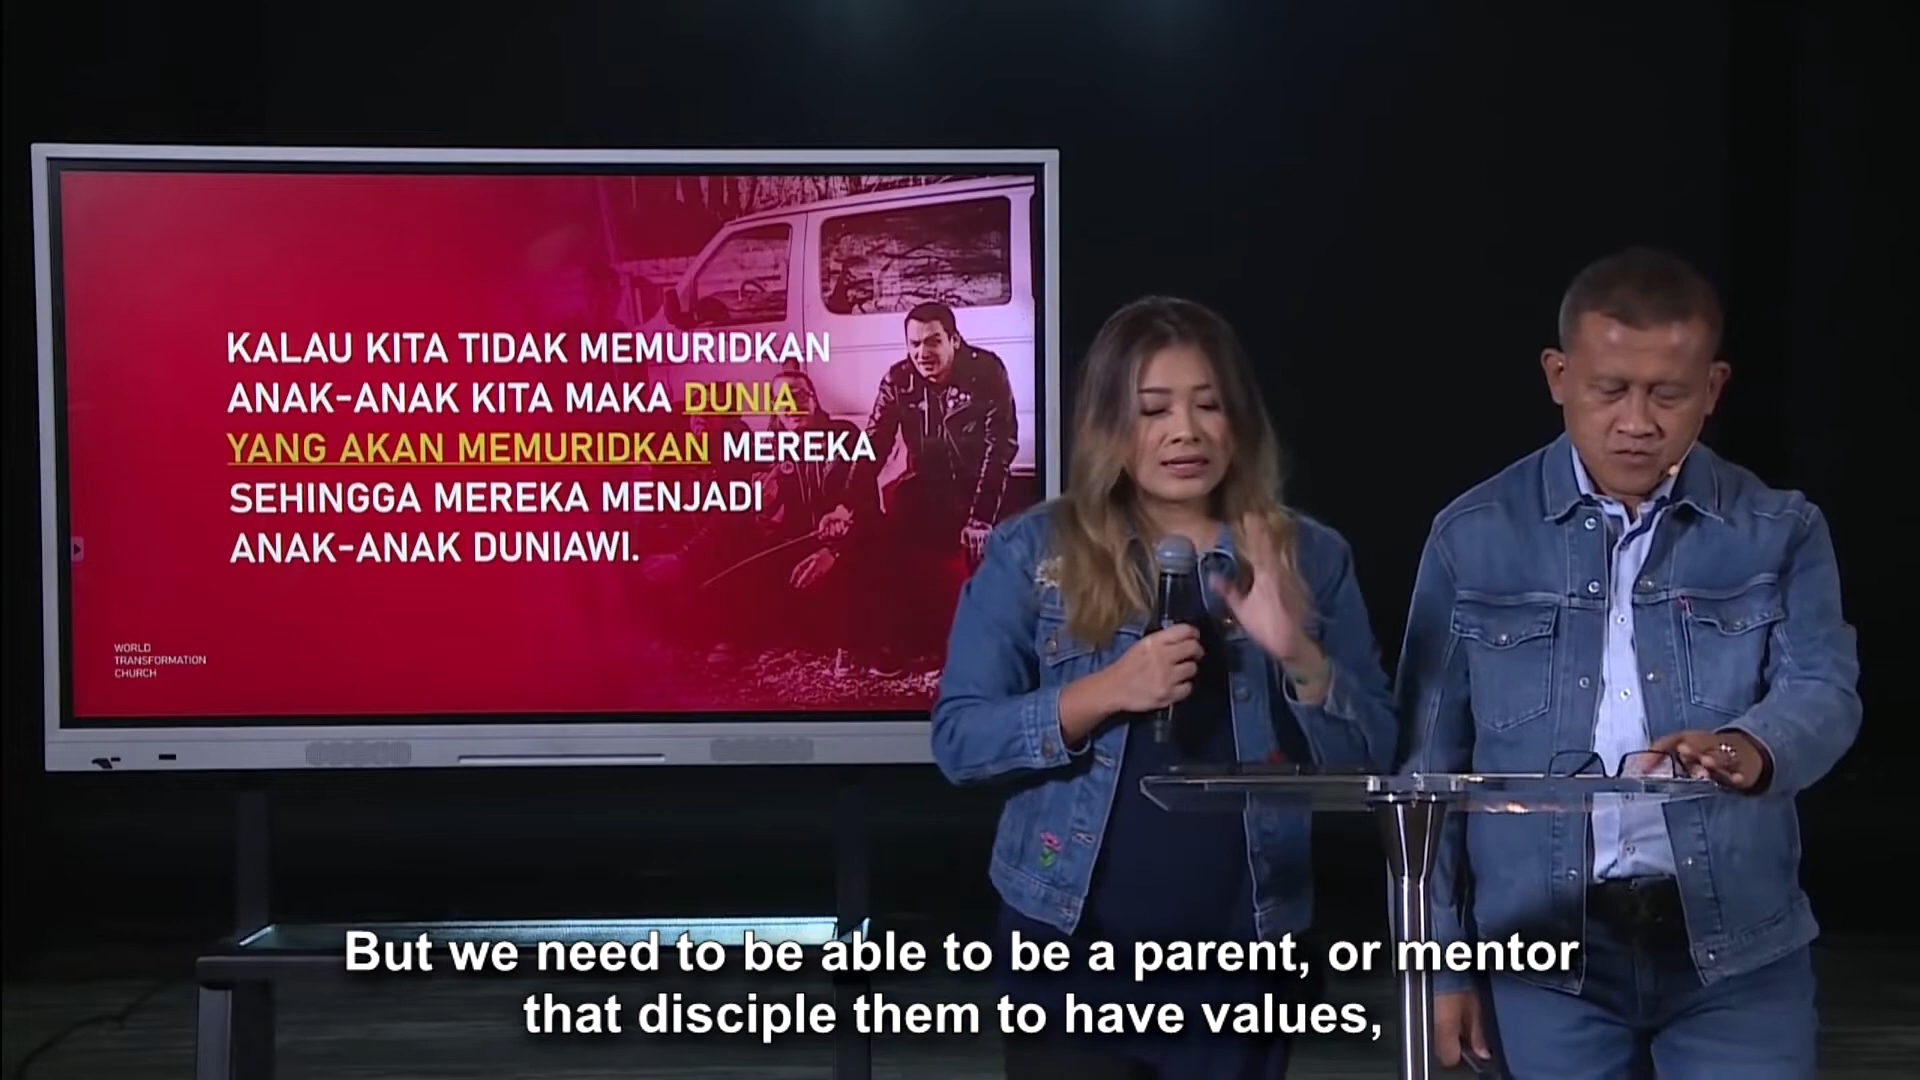 KALAU KITA TIDAK MEMURIDKAN
ANAK-ANAK KITA MAKA DUNIA
YANG AKAN MEMURIDKAN MEREKA
SEHINGGA MEREKA MENJADI
ANAK-ANAK DUNIAWI.
WORLD
TRANSFORMATION
CHURCH
But we need to be able to be a parent, or mentor
that disciple them to have values,